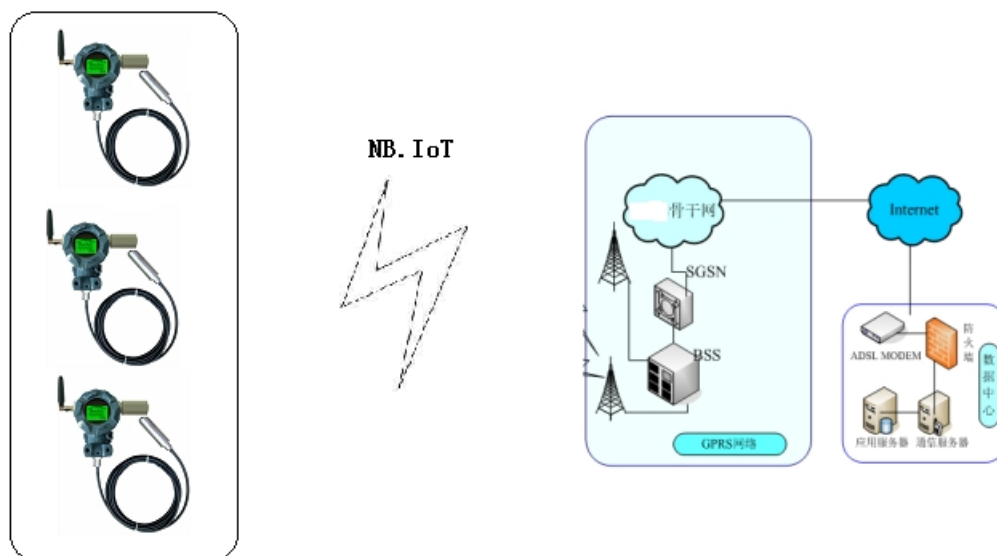 NB.IoT
骨干网
Internet
SGSN
BSS
GPRS网络
ADSL MODEM
防火墙
数据中心
应用服务器
通信服务器